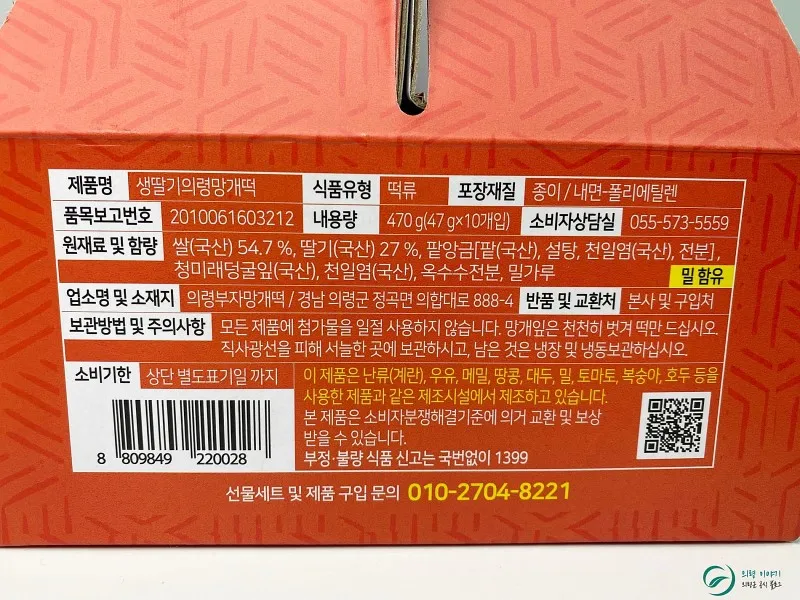 제품명 생딸기의령망개떡 식품유형 떡류 포장재질 종이 / 내면-폴리에틸렌
품목보고번호 2010061603212 내용량 470 g(47 g×10개입) 소비자상담실 055-573-5559
원재료 및 함량 쌀(국산) 54.7 %, 딸기(국산) 27 %, 팥앙금[팥(국산), 설탕, 천일염(국산), 전분],
청미래덩굴잎(국산), 천일염(국산), 옥수수전분, 밀가루 밀 함유
업소명 및 소재지 의령부자망개떡 / 경남 의령군 정곡면 의합대로 888-4 반품 및 교환처 본사 및 구입처
보관방법 및 주의사항 모든 제품에 첨가물을 일절 사용하지 않습니다. 망개잎은 천천히 벗겨 떡만 드십시오.
직사광선을 피해 서늘한 곳에 보관하시고, 남은 것은 냉장 및 냉동보관하십시오.
소비기한 상단 별도표기일 까지
이 제품은 난류(계란), 우유, 메밀, 땅콩, 대두, 밀, 토마토, 복숭아, 호두 등을
사용한 제품과 같은 제조시설에서 제조하고 있습니다.
본 제품은 소비자분쟁해결기준에 의거 교환 및 보상
받을 수 있습니다.
부정·불량 식품 신고는 국번없이 1399
8 809849 220028
선물세트 및 제품 구입 문의 010-2704-8221
의령 이야기
의령군 공식 블로그